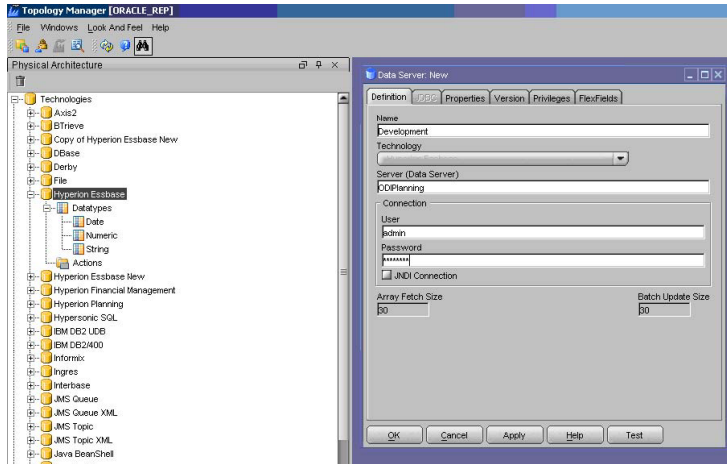 Topology Manager [ORACLE_REP]
File Windows Look And Feel Help
Physical Architecture
Technologies
Axis2
BTrieve
Copy of Hyperion Essbase New
DBase
Derby
File
Hyperion Essbase
Datatypes
Date
Numeric
String
Actions
Hyperion Essbase New
Hyperion Financial Management
Hyperion Planning
Hypersonic SQL
IBM DB2 UDB
IBM DB2/400
Informix
Ingres
Interbase
JMS Queue
JMS Queue XML
JMS Topic
JMS Topic XML
Java BeanShell
Data Server: New
Definition JDBC Properties Version Privileges FlexFields
Name
Development
Technology
Server (Data Server)
ODIPlanning
Connection
User
admin
Password
********
JNDI Connection
Array Fetch Size Batch Update Size
30 30
OK Cancel Apply Help Test